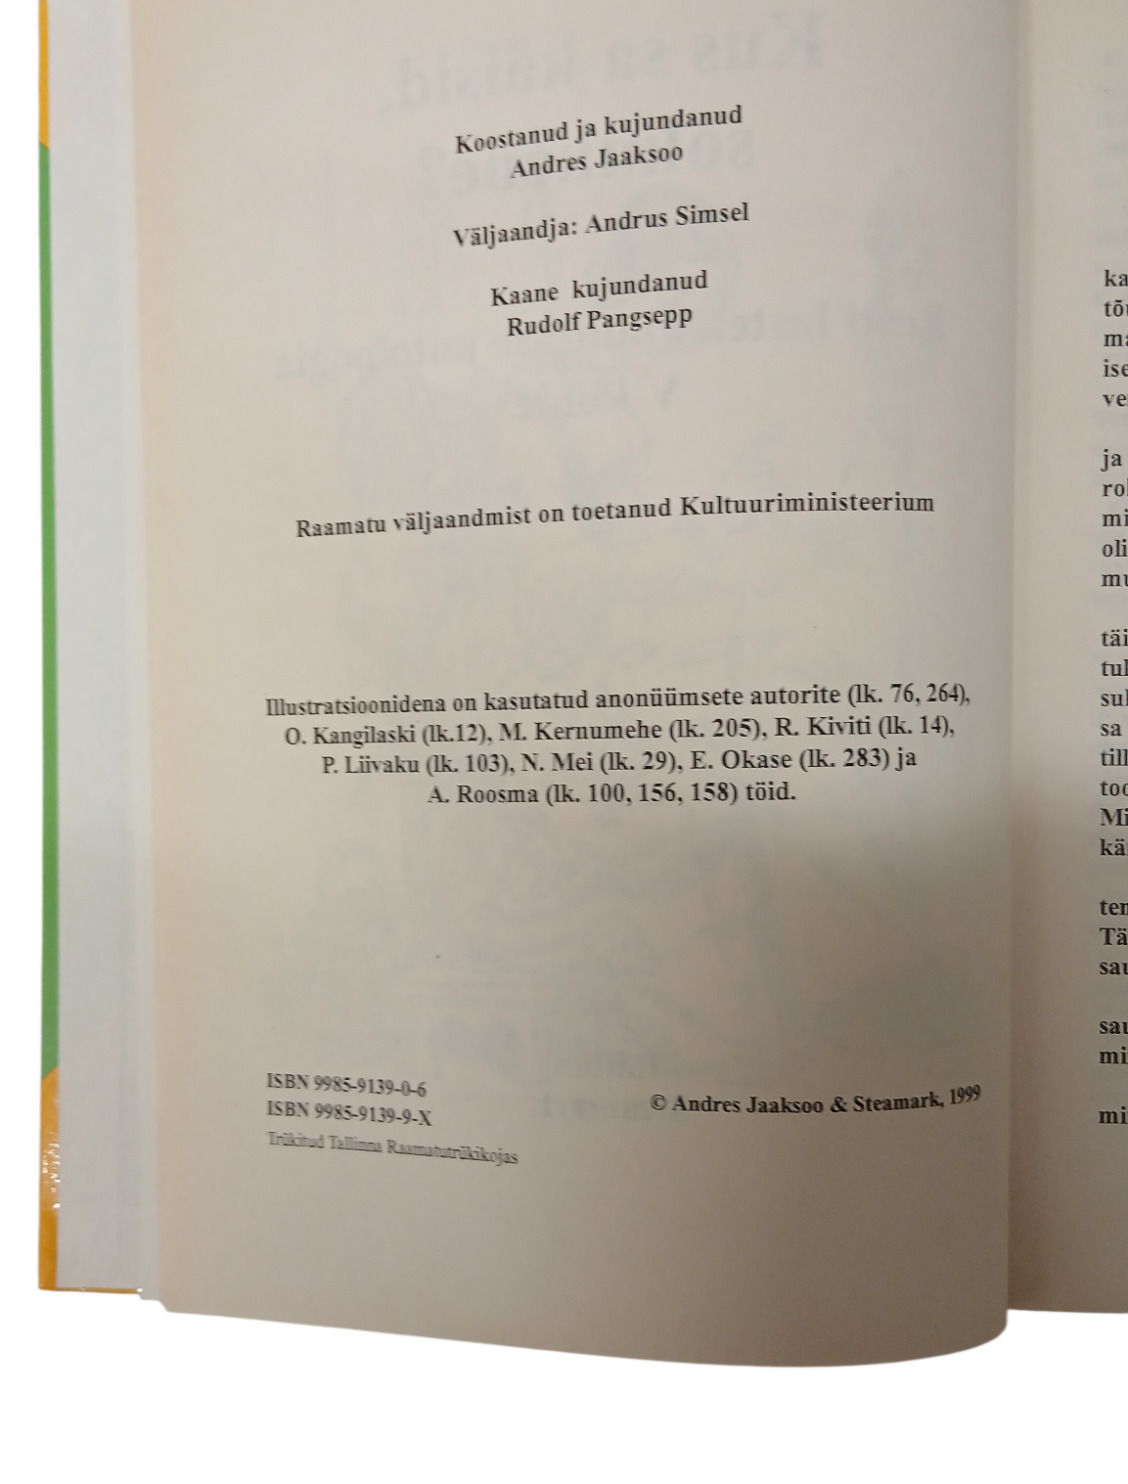 Koostanud ja kujundanud
Andres Jaaksoo
Väljaandja: Andrus Simsel
Kaane kujundanud
Rudolf Pangsepp
Raamatu väljaandmist on toetanud Kultuuriministeerium
Illustratsioonidena on kasutatud anonüümsete autorite (lk. 76, 264),
O. Kangilaski (lk.12), M. Kernumehe (lk. 205), R. Kiviti (lk. 14),
P. Liivaku (lk. 103), N. Mei (lk. 29), E. Okase (lk. 283) ja
A. Roosma (lk. 100, 156, 158) töid.
ISBN 9985-9139-0-6
ISBN 9985-9139-9-X
Trükitud Tallinna Raamatutrükikojas
© Andres Jaaksoo & Steamark, 1999
ja
oli
sa